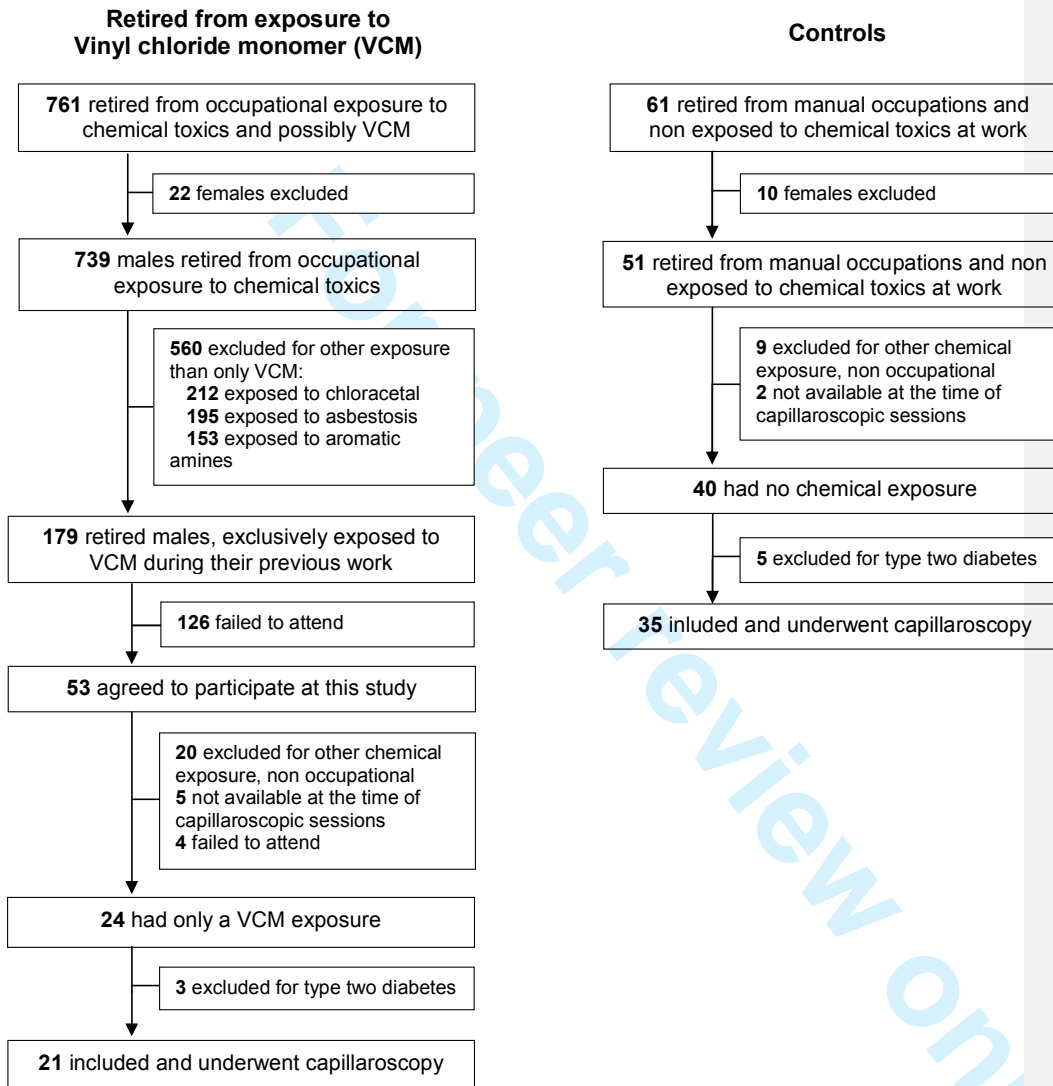 Retired from exposure to
Vinyl chloride monomer (VCM)
761 retired from occupational exposure to
chemical toxics and possibly VCM
22 females excluded
739 males retired from occupational
exposure to chemical toxics
560 excluded for other exposure
than only VCM:
212 exposed to chloracetal
195 exposed to asbestosis
153 exposed to aromatic
amines
179 retired males, exclusively exposed to
VCM during their previous work
126 failed to attend
53 agreed to participate at this study
20 excluded for other chemical
exposure, non occupational
5 not available at the time of
capillaroscopic sessions
4 failed to attend
24 had only a VCM exposure
3 excluded for type two diabetes
21 included and underwent capillaroscopy
Controls
61 retired from manual occupations and
non exposed to chemical toxics at work
10 females excluded
51 retired from manual occupations and non
exposed to chemical toxics at work
9 excluded for other chemical
exposure, non occupational
2 not available at the time of
capillaroscopic sessions
40 had no chemical exposure
5 excluded for type two diabetes
35 inluded and underwent capillaroscopy
For peer review on